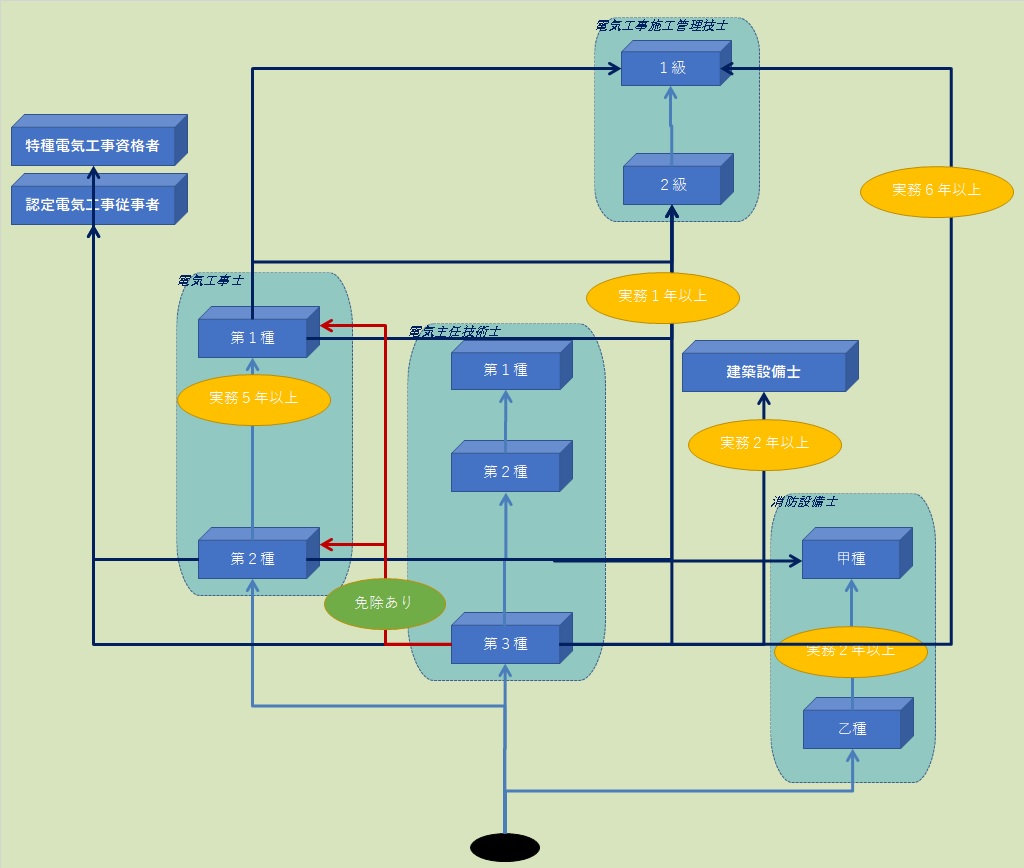 電気工事施工管理技士
１級
２級
特種電気工事資格者
認定電気工事従事者
実務６年以上
電気工事士
第１種
実務５年以上
第２種
実務１年以上
電気主任技術士
第１種
第２種
第３種
免除あり
建築設備士
実務２年以上
消防設備士
甲種
実務２年以上
乙種